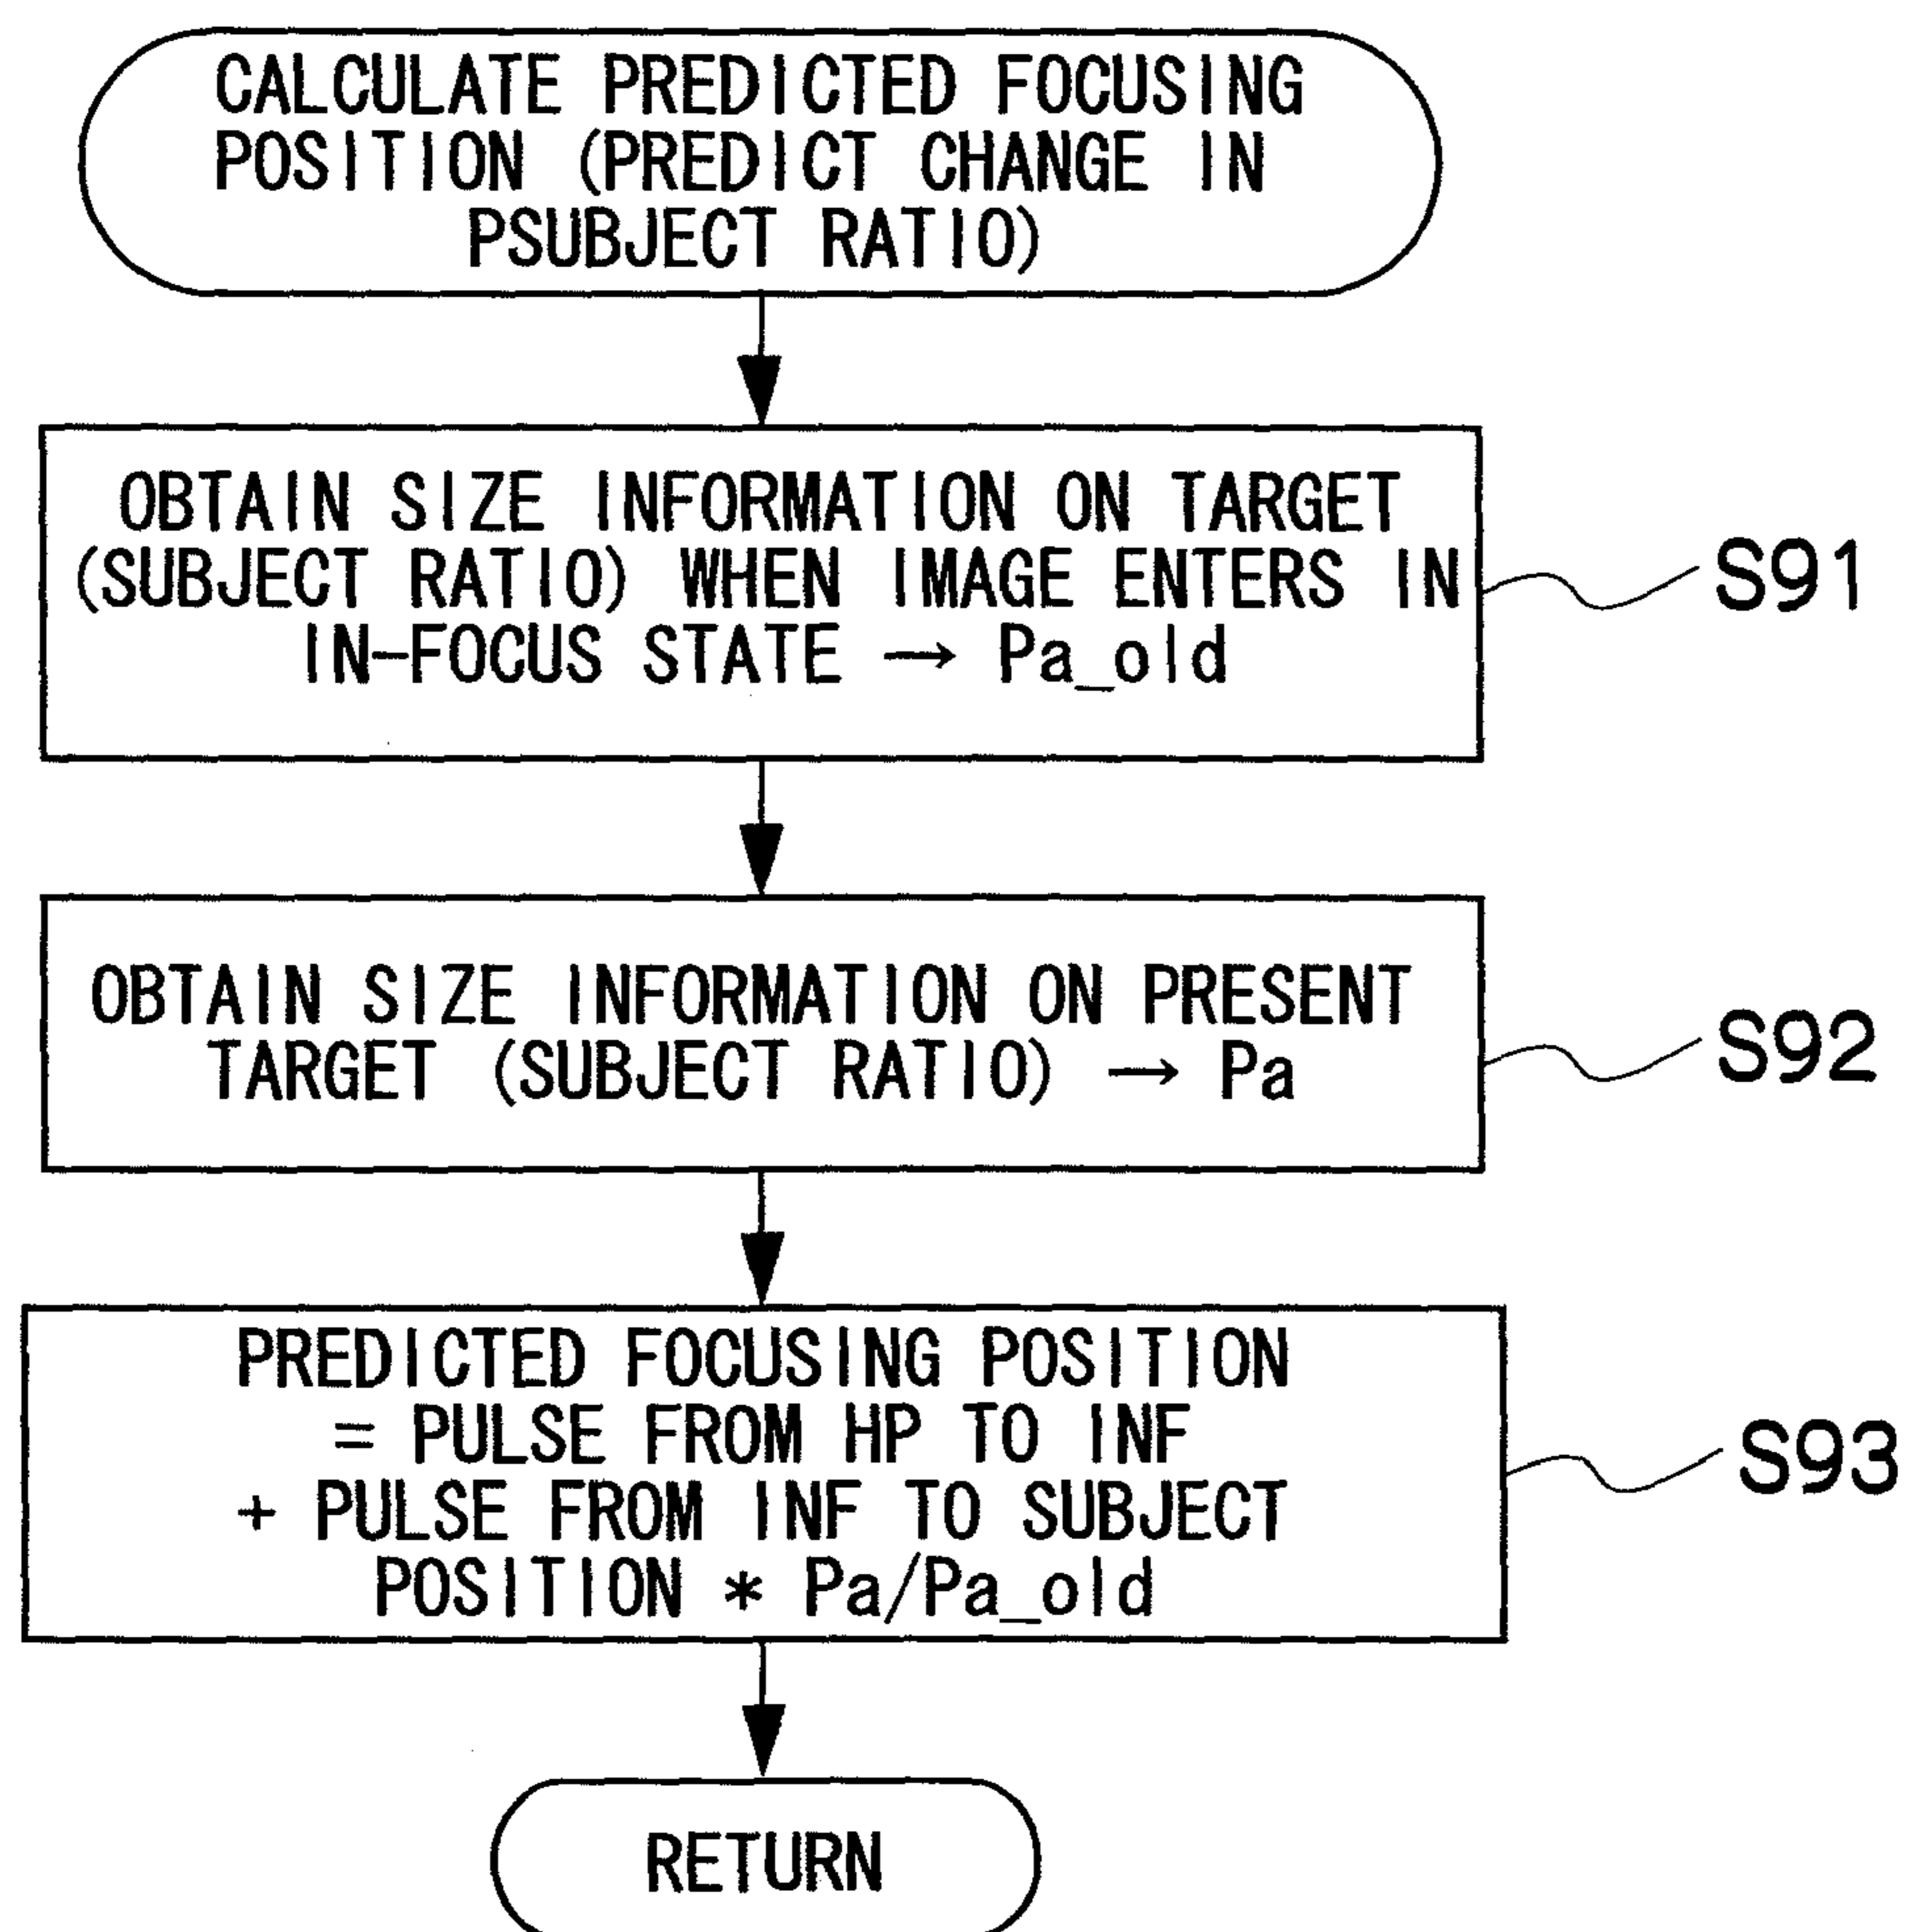 CALCULATE PREDICTED FOCUSING
POSITION (PREDICT CHANGE IN
PSUBJECT RATIO)
OBTAIN SIZE INFORMATION ON TARGET
(SUBJECT RATIO) WHEN IMAGE ENTERS IN
IN-FOCUS STATE → Pa_old
S91
OBTAIN SIZE INFORMATION ON PRESENT
TARGET (SUBJECT RATIO) → Pa
S92
PREDICTED FOCUSING POSITION
= PULSE FROM HP TO INF
+ PULSE FROM INF TO SUBJECT
POSITION * Pa/Pa_old
S93
RETURN